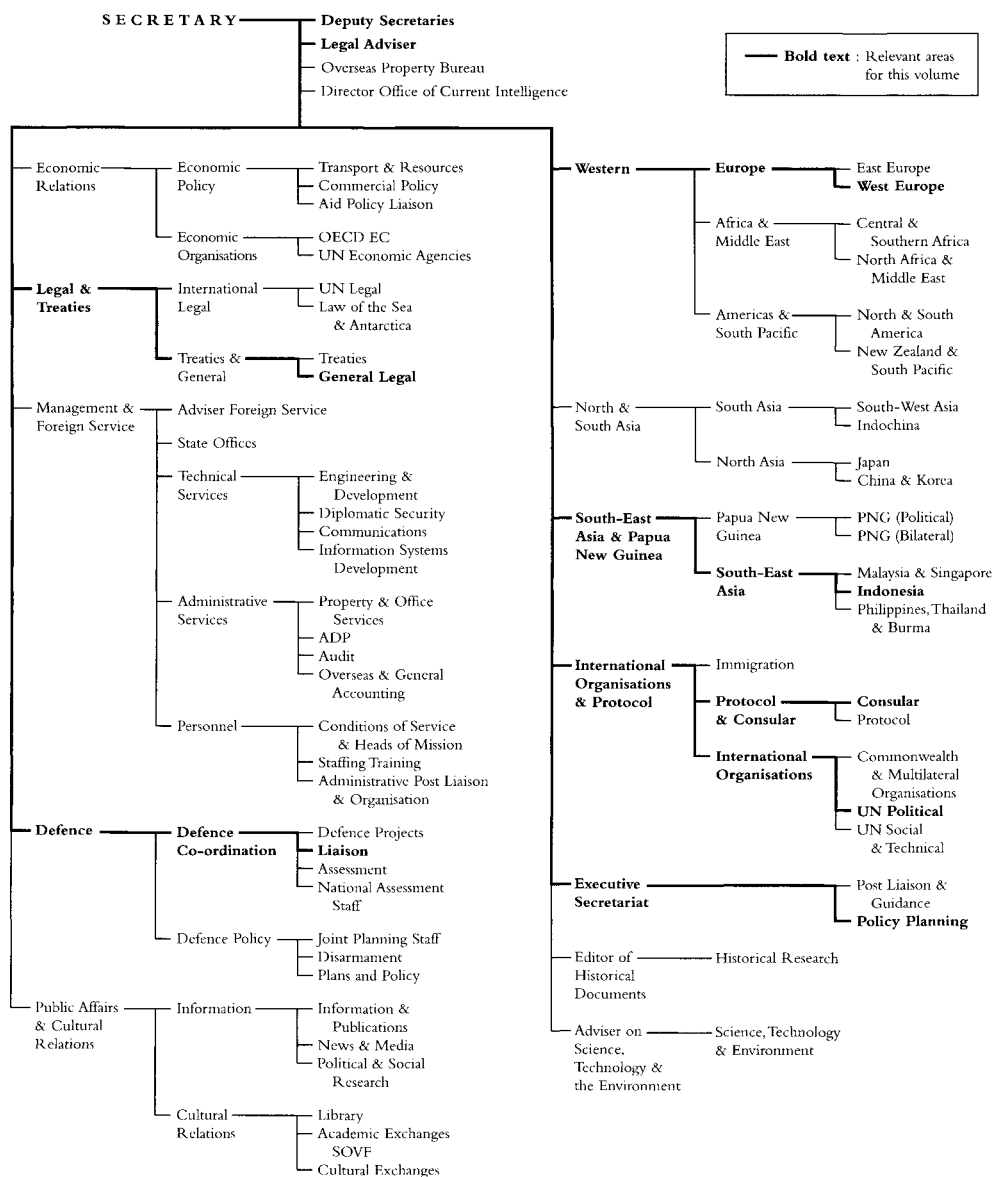 SECRETARY
Deputy Secretaries
Legal Adviser
Overseas Property Bureau
Director Office of Current Intelligence
Bold text : Relevant areas
for this volume
Economic
Relations
Economic
Policy
Transport & Resources
Commercial Policy
Aid Policy Liaison
Economic
Organisations
OECD EC
UN Economic Agencies
Legal &
Treaties
International
Legal
UN Legal
Law of the Sea
& Antarctica
Treaties &
General
Treaties
General Legal
Management &
Foreign Service
Adviser Foreign Service
State Offices
Technical
Services
Engineering &
Development
Diplomatic Security
Communications
Information Systems
Development
Administrative
Services
Property & Office
Services
ADP
Audit
Overseas & General
Accounting
Personnel
Conditions of Service
& Heads of Mission
Staffing Training
Administrative Post Liaison
& Organisation
Defence
Defence
Co-ordination
Defence Projects
Liaison
Assessment
National Assessment
Staff
Defence Policy
Joint Planning Staff
Disarmament
Plans and Policy
Public Affairs
& Cultural
Relations
Information
Information &
Publications
News & Media
Political & Social
Research
Cultural
Relations
Library
Academic Exchanges
SOVF
Cultural Exchanges
Western
Europe
East Europe
West Europe
Africa &
Middle East
Central &
Southern Africa
North Africa &
Middle East
Americas &
South Pacific
North & South
America
New Zealand &
South Pacific
North &
South Asia
South Asia
South-West Asia
Indochina
North Asia
Japan
China & Korea
South-East
Asia & Papua
New Guinea
Papua New
Guinea
PNG (Political)
PNG (Bilateral)
South-East
Asia
Malaysia & Singapore
Indonesia
Philippines, Thailand
& Burma
International
Organisations
& Protocol
Immigration
Protocol
& Consular
Consular
Protocol
International
Organisations
Commonwealth
& Multilateral
Organisations
UN Political
UN Social
& Technical
Executive
Secretariat
Post Liaison &
Guidance
Policy Planning
Editor of
Historical
Documents
Historical Research
Adviser on
Science,
Technology &
the Environment
Science, Technology
& Environment